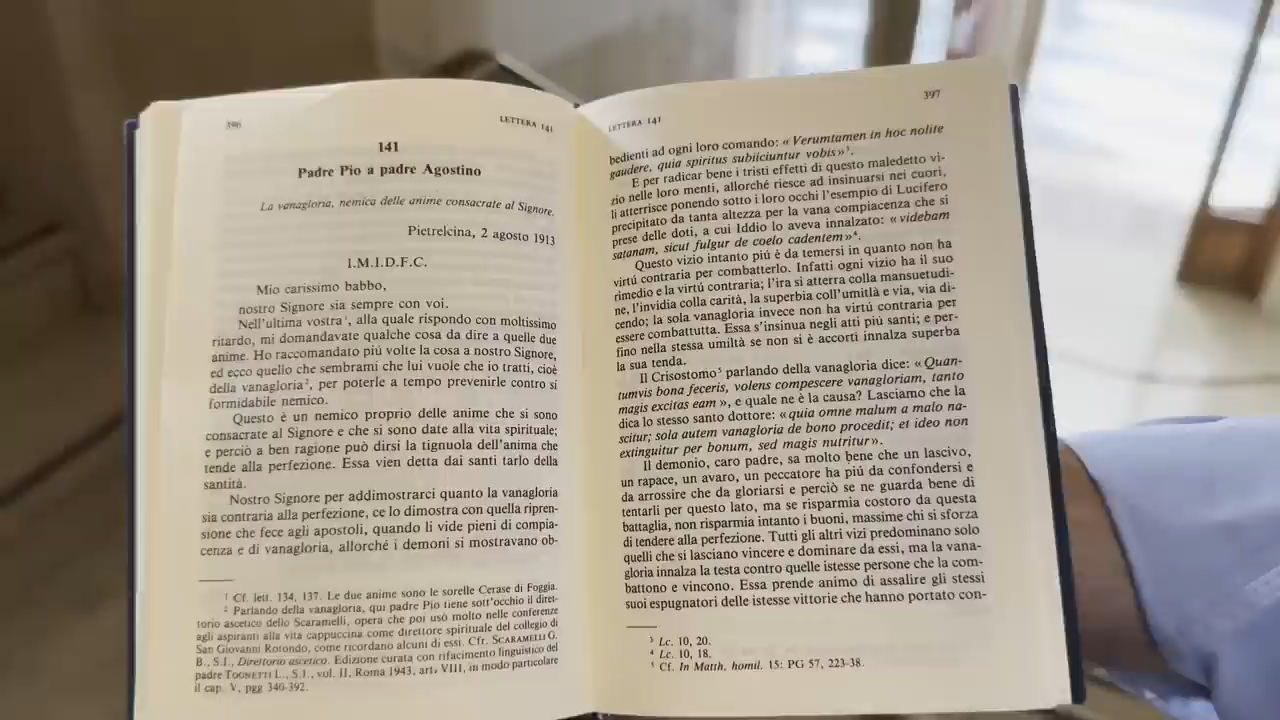 396
LETTERA 141
141
Padre Pio a padre Agostino
La vanagloria, nemica delle anime consacrate al Signore.
Pietrelcina, 2 agosto 1913
I.M.I.D.F.C.
Mio carissimo babbo,
nostro Signore sia sempre con voi.
Nell'ultima vostra¹, alla quale rispondo con moltissimo
ritardo, mi domandavate qualche cosa da dire a quelle due
anime. Ho raccomandato piú volte la cosa a nostro Signore,
ed ecco quello che sembrami che lui vuole che io tratti, cioè
della vanagloria², per poterle a tempo prevenirle contro si
formidabile nemico.
Questo è un nemico proprio delle anime che si sono
consacrate al Signore e che si sono date alla vita spirituale;
e perciò a ben ragione può dirsi la tignuola dell'anima che
tende alla perfezione. Essa vien detta dai santi tarlo della
santità.
Nostro Signore per addimostrarci quanto la vanagloria
sia contraria alla perfezione, ce lo dimostra con quella ripren-
sione che fece agli apostoli, quando li vide pieni di compia-
cenza e di vanagloria, allorché i demoni si mostravano ob-
¹ Cf. lett. 134, 137. Le due anime sono le sorelle Cerase di Foggia.
² Parlando della vanagloria, qui padre Pio tiene sott'occhio il diret-
torio ascetico dello Scaramelli, opera che poi usò molto nelle conferenze
agli aspiranti alla vita cappuccina come direttore spirituale del collegio di
San Giovanni Rotondo, come ricordano alcuni di essi. Cfr. SCARAMELLI G.
B., S.I., Direttorio ascetico. Edizione curata con rifacimento linguistico del
padre TOGNETTI L., S.I., vol. II, Roma 1943, art. VIII, in modo particolare
il cap. V, pgg 340-392.
397
LETTERA 141
bedienti ad ogni loro comando: «Verumtamen in hoc nolite
gaudere, quia spiritus subiiciuntur vobis»³.
E per radicar bene i tristi effetti di questo maledetto vi-
zio nelle loro menti, allorché riesce ad insinuarsi nei cuori,
li atterrisce ponendo sotto i loro occhi l'esempio di Lucifero
precipitato da tanta altezza per la vana compiacenza che si
prese delle doti, a cui Iddio lo aveva innalzato: «videbam
satanam, sicut fulgur de coelo cadentem»⁴.
Questo vizio intanto piú è da temersi in quanto non ha
virtú contraria per combatterlo. Infatti ogni vizio ha il suo
rimedio e la virtú contraria; l'ira si atterra colla mansuetudi-
ne, l'invidia colla carità, la superbia coll'umiltà e via, via di-
cendo; la sola vanagloria invece non ha virtú contraria per
essere combattutta. Essa s'insinua negli atti piú santi; e per-
fino nella stessa umiltà se non si è accorti innalza superba
la sua tenda.
Il Crisostomo⁵ parlando della vanagloria dice: «Quan-
tumvis bona feceris, volens compescere vanagloriam, tanto
magis excitas eam», e quale ne è la causa? Lasciamo che la
dica lo stesso santo dottore: «quia omne malum a malo na-
scitur; sola autem vanagloria de bono procedit; et ideo non
extinguitur per bonum, sed magis nutritur».
Il demonio, caro padre, sa molto bene che un lascivo,
un rapace, un avaro, un peccatore ha piú da confondersi e
da arrossire che da gloriarsi e perciò se ne guarda bene di
tentarli per questo lato, ma se risparmia costoro da questa
battaglia, non risparmia intanto i buoni, massime chi si sforza
di tendere alla perfezione. Tutti gli altri vizi predominano solo
quelli che si lasciano vincere e dominare da essi, ma la vana-
gloria innalza la testa contro quelle istesse persone che la com-
battono e vincono. Essa prende animo di assalire gli stessi
suoi espugnatori delle istesse vittorie che hanno portato con-
³ Lc. 10, 20.
⁴ Lc. 10, 18.
⁵ Cf. In Matth. homil. 15: PG 57, 223-38.